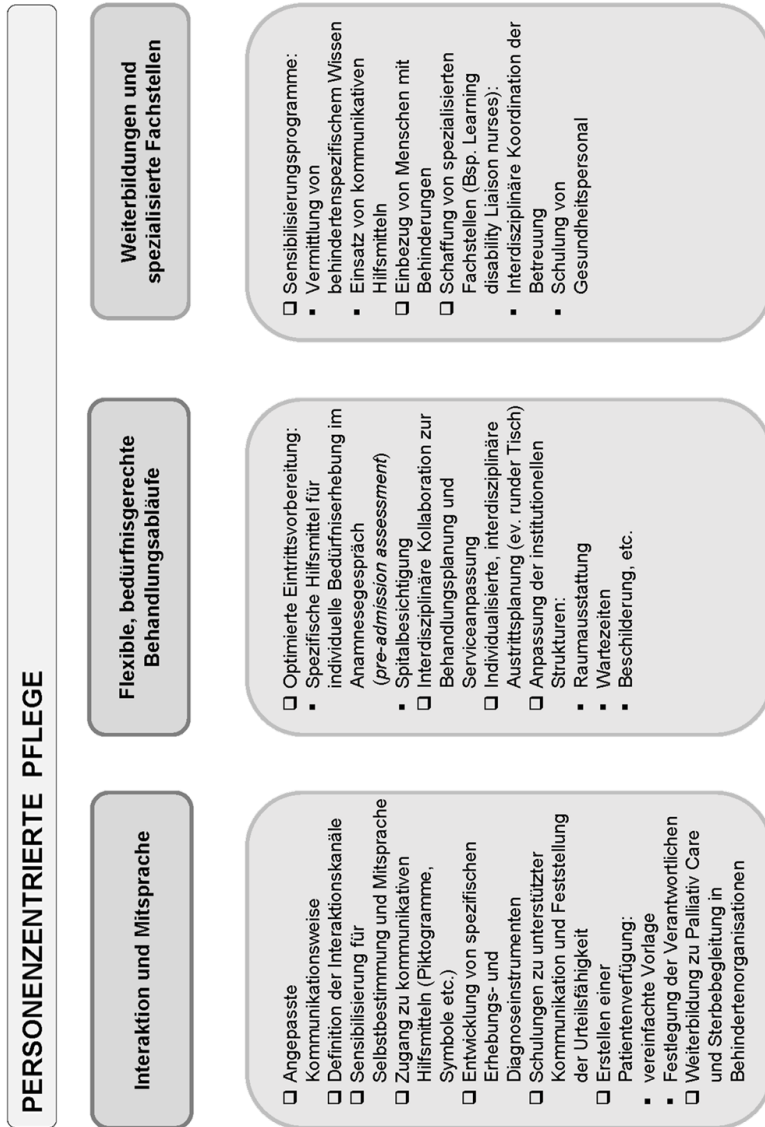 PERSONENZENTRIERTE PFLEGE
Interaktion und Mitsprache
❑ Angepasste
Kommunikationsweise
❑ Definition der Interaktionskanäle
❑ Sensibilisierung für
Selbstbestimmung und Mitsprache
❑ Zugang zu kommunikativen
Hilfsmitteln (Piktogramme,
Symbole etc.)
❑ Entwicklung von spezifischen
Erhebungs- und
Diagnoseinstrumenten
❑ Schulungen zu unterstützter
Kommunikation und Feststellung
der Urteilsfähigkeit
❑ Erstellen einer
Patientenverfügung:
▪ vereinfachte Vorlage
▪ Festlegung der Verantwortlichen
❑ Weiterbildung zu Palliativ Care
und Sterbebegleitung in
Behindertenorganisationen
Flexible, bedürfnisgerechte
Behandlungsabläufe
❑ Optimierte Eintrittsvorbereitung:
▪ Spezifische Hilfsmittel für
individuelle Bedürfniserhebung im
Anamnesegespräch
(pre-admission assessment)
▪ Spitalbesichtigung
❑ Interdisziplinäre Kollaboration zur
Behandlungsplanung und
Serviceanpassung
❑ Individualisierte, interdisziplinäre
Austrittsplanung (ev. runder Tisch)
❑ Anpassung der institutionellen
Strukturen:
▪ Raumausstattung
▪ Wartezeiten
▪ Beschilderung, etc.
Weiterbildungen und
spezialisierte Fachstellen
❑ Sensibilisierungsprogramme:
▪ Vermittlung von
behindertenspezifischem Wissen
▪ Einsatz von kommunikativen
Hilfsmitteln
❑ Einbezug von Menschen mit
Behinderungen
❑ Schaffung von spezialisierten
Fachstellen (Bsp. Learning
disability Liaison nurses):
▪ Interdisziplinäre Koordination der
Betreuung
▪ Schulung von
Gesundheitspersonal